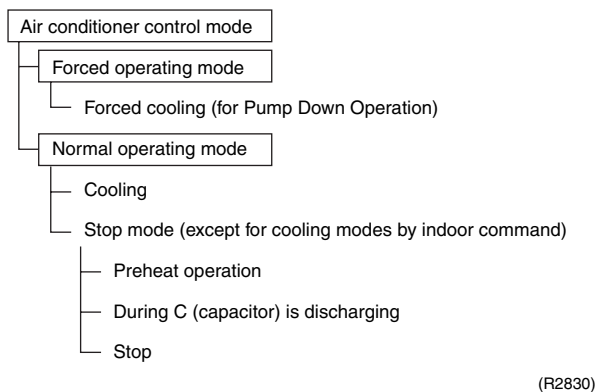 Air conditioner control mode
Forced operating mode
Forced cooling (for Pump Down Operation)
Normal operating mode
Cooling
Stop mode (except for cooling modes by indoor command)
Preheat operation
During C (capacitor) is discharging
Stop
(R2830)